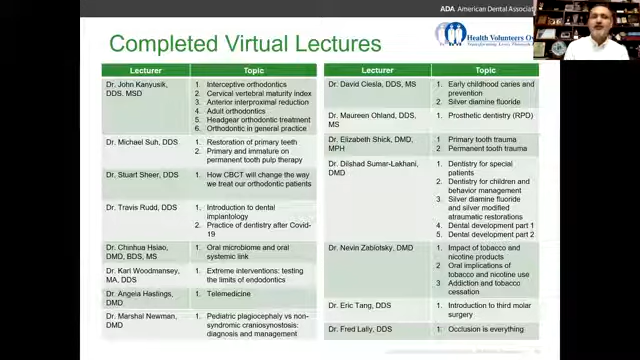 ADA American Dental Associat
Completed Virtual Lectures
Health Volunteers Ov
Lecturer
Topic
Dr. John Kanyusik,
DDS, MSD
1 Interceptive orthodontics
2 Cervical vertebral maturity index
3 Anterior interproximal reduction
4 Adult orthodontics
5 Headgear orthodontic treatment
6 Orthodontic in general practice
Dr. Michael Suh, DDS
1 Restoration of primary teeth
2 Primary and immature on
permanent tooth pulp therapy
Dr. Stuart Sheer, DDS
1 How CBCT will change the way
we treat our orthodontic patients
Dr. Travis Rudd, DDS
1 Introduction to dental
implantology
2 Practice of dentistry after Covid-
19
Dr. Chinhua Hsiao,
DMD, BDS, MS
1 Oral microbiome and oral
systemic link
Dr. Karl Woodmansey,
MA, DDS
1 Extreme interventions: testing
the limits of endodontics
Dr. Angela Hastings,
DMD
1 Telemedicine
Dr. Marshal Newman,
DMD
1 Pediatric plagiocephaly vs non-
syndromic craniosynostosis:
diagnosis and management
Lecturer
Topic
Dr. David Ciesla, DDS, MS
1 Early childhood caries and
prevention
2 Silver diamine fluoride
Dr. Maureen Ohland, DDS,
MS
1 Prosthetic dentistry (RPD)
Dr. Elizabeth Shick, DMD,
MPH
1 Primary tooth trauma
2 Permanent tooth trauma
Dr. Dilshad Sumar-Lakhani,
DMD
1 Dentistry for special
patients
2 Dentistry for children and
behavior management
3 Silver diamine fluoride
and silver modified
atraumatic restorations
4 Dental development part 1
5 Dental development part 2
Dr. Nevin Zablotsky, DMD
1 Impact of tobacco and
nicotine products
2 Oral implications of
tobacco and nicotine use
3 Addiction and tobacco
cessation
Dr. Eric Tang, DDS
1 Introduction to third molar
surgery
Dr. Fred Lally, DDS
1 Occlusion is everything